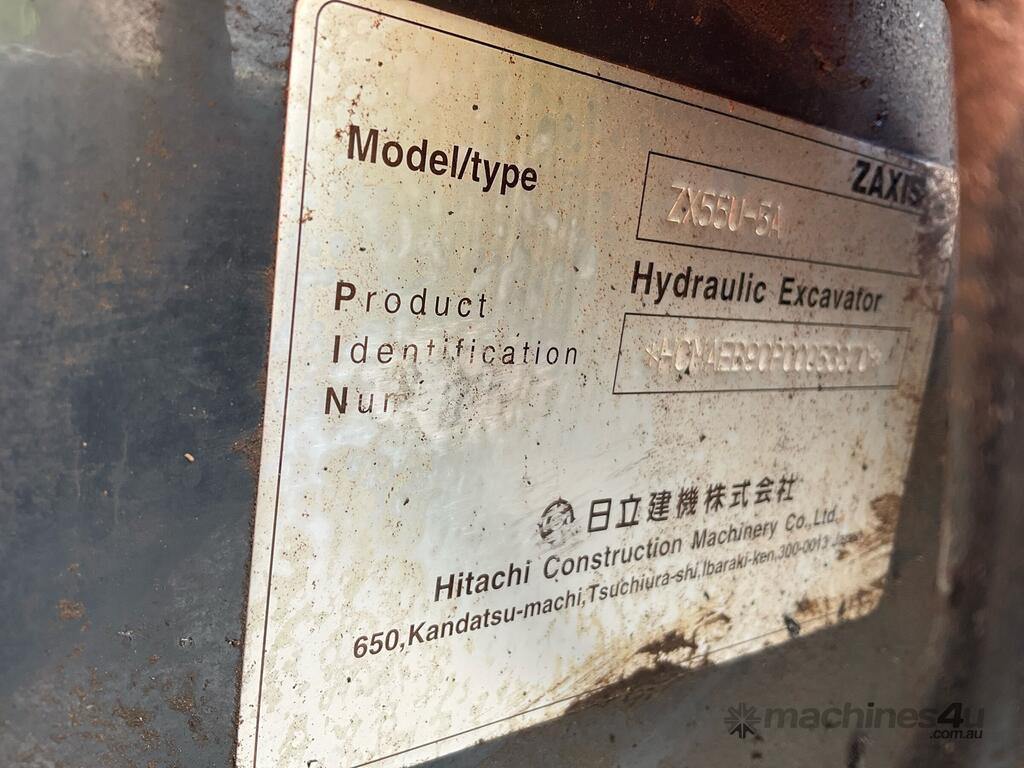 ZAXIS
Model/type
ZX55U-5A
Hydraulic Excavator
Product
Identification
日立建機株式会社
Hitachi Construction Machinery Co.,Ltd.
650,Kandatsu-machi,Tsuchiura-shi,Ibaraki-ken,300-0013 Japan
machines4u
.com.au